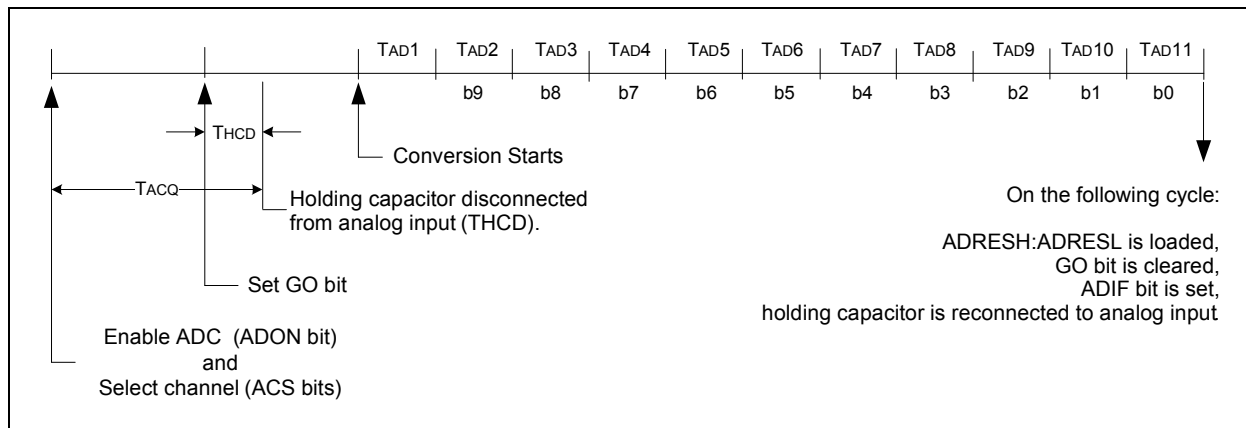 TAD1 TAD2 TAD3 TAD4 TAD5 TAD6 TAD7 TAD8 TAD9 TAD10 TAD11
b9 b8 b7 b6 b5 b4 b3 b2 b1 b0
THCD
Conversion Starts
TACQ
Holding capacitor disconnected
from analog input (THCD).
Set GO bit
Enable ADC (ADON bit)
and
Select channel (ACS bits)
On the following cycle:
ADRESH:ADRESL is loaded,
GO bit is cleared,
ADIF bit is set,
holding capacitor is reconnected to analog input